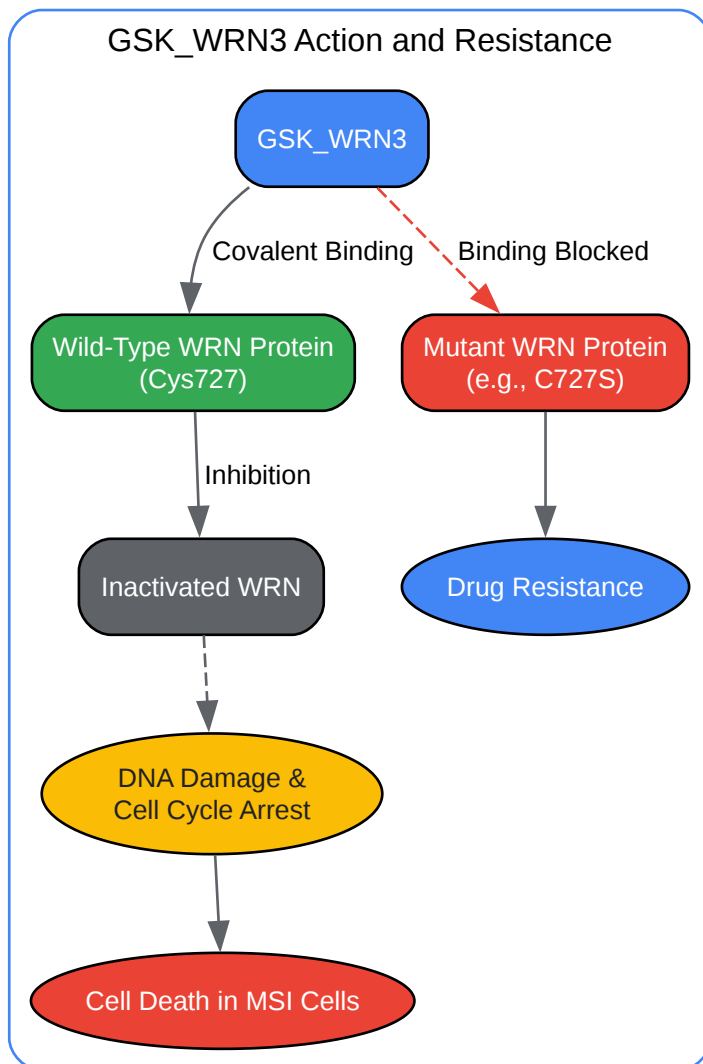 GSK_WRN3 Action and Resistance
GSK_WRN3
Covalent Binding
Binding Blocked
Wild-Type WRN Protein
(Cys727)
Mutant WRN Protein
(e.g., C727S)
Inhibition
Inactivated WRN
Drug Resistance
DNA Damage &
Cell Cycle Arrest
Cell Death in MSI Cells